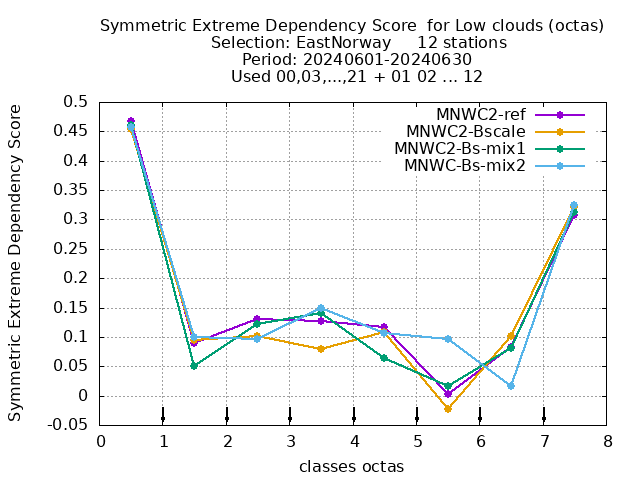 Symmetric Extreme Dependency Score  for Low clouds (octas)
Selection: EastNorway     12 stations
Period: 20240601-20240630
Used 00,03,...,21 + 01 02 ... 12
Symmetric Extreme Dependency Score
0.5
0.45
0.4
0.35
0.3
0.25
0.2
0.15
0.1
0.05
0
-0.05
MNWC2-ref
MNWC2-Bscale
MNWC2-Bs-mix1
MNWC-Bs-mix2
0 1 2 3 4 5 6 7 8
classes octas